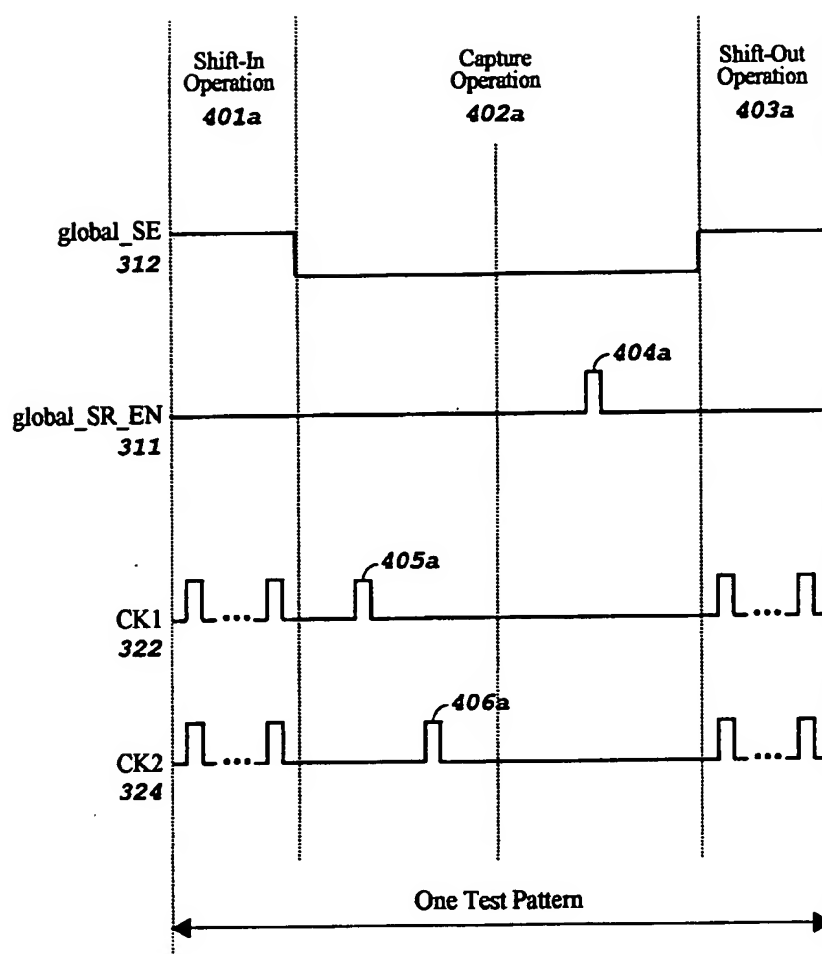 Shift-In
Operation
401a
Capture
Operation
402a
Shift-Out
Operation
403a
global_SE
312
404a
global_SR_EN
311
405a
CK1
...
...
322
406a
CK2
...
...
324
One Test Pattern